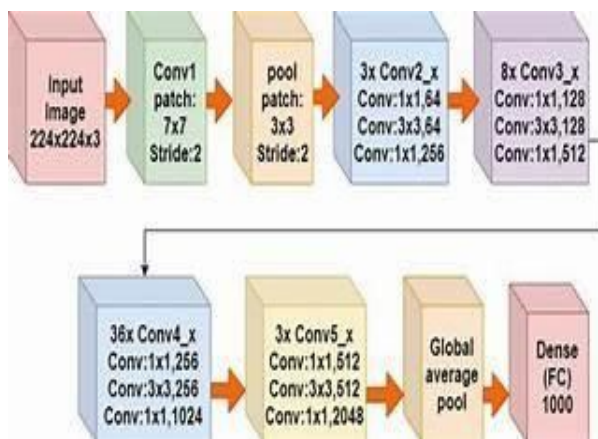 Input
Image
224x224x3
Conv1
patch:
7x7
Stride:2
pool
patch:
3x3
Stride:2
3x Conv2_x
Conv:1x1,64
Conv:3x3,64
Conv:1x1,256
8x Conv3_x
Conv:1x1,128
Conv:3x3,128
Conv:1x1,512
36x Conv4_x
Conv:1x1,256
Conv:3x3,256
Conv:1x1,1024
3x Conv5_x
Conv:1x1,512
Conv:3x3,512
Conv:1x1,2048
Global
average
pool
Dense
(FC)
1000